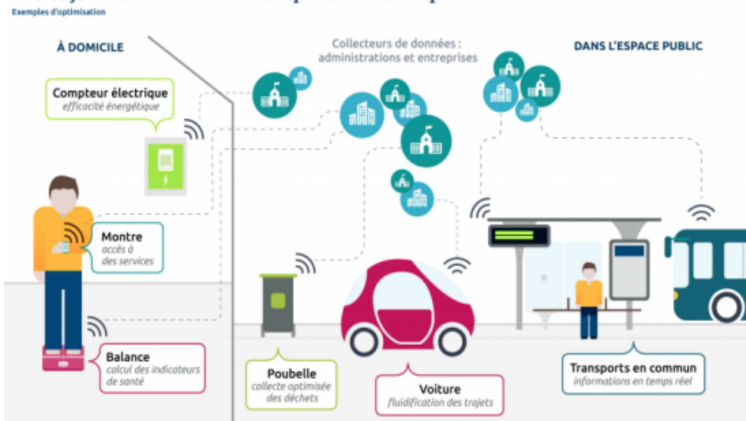 Exemples d'optimisation
À DOMICILE
Collecteurs de données :
administrations et entreprises
DANS L'ESPACE PUBLIC
Compteur électrique
efficacité énergétique
Montre
accès à
des services
Balance
calcul des indicateurs
de santé
Poubelle
collecte optimisée
des déchets
Voiture
fluidification des trajets
Transports en commun
informations en temps réel